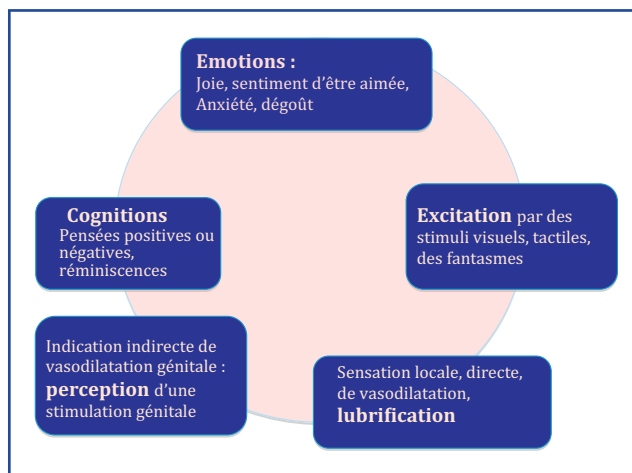 Emotions :
Joie, sentiment d'être aimée,
Anxiété, dégoût
Cognitions
Pensées positives ou
négatives,
réminiscences
Excitation par des
stimuli visuels, tactiles,
des fantasmes
Indication indirecte de
vasodilatation génitale :
perception d'une
stimulation génitale
Sensation locale, directe,
de vasodilatation,
lubrification